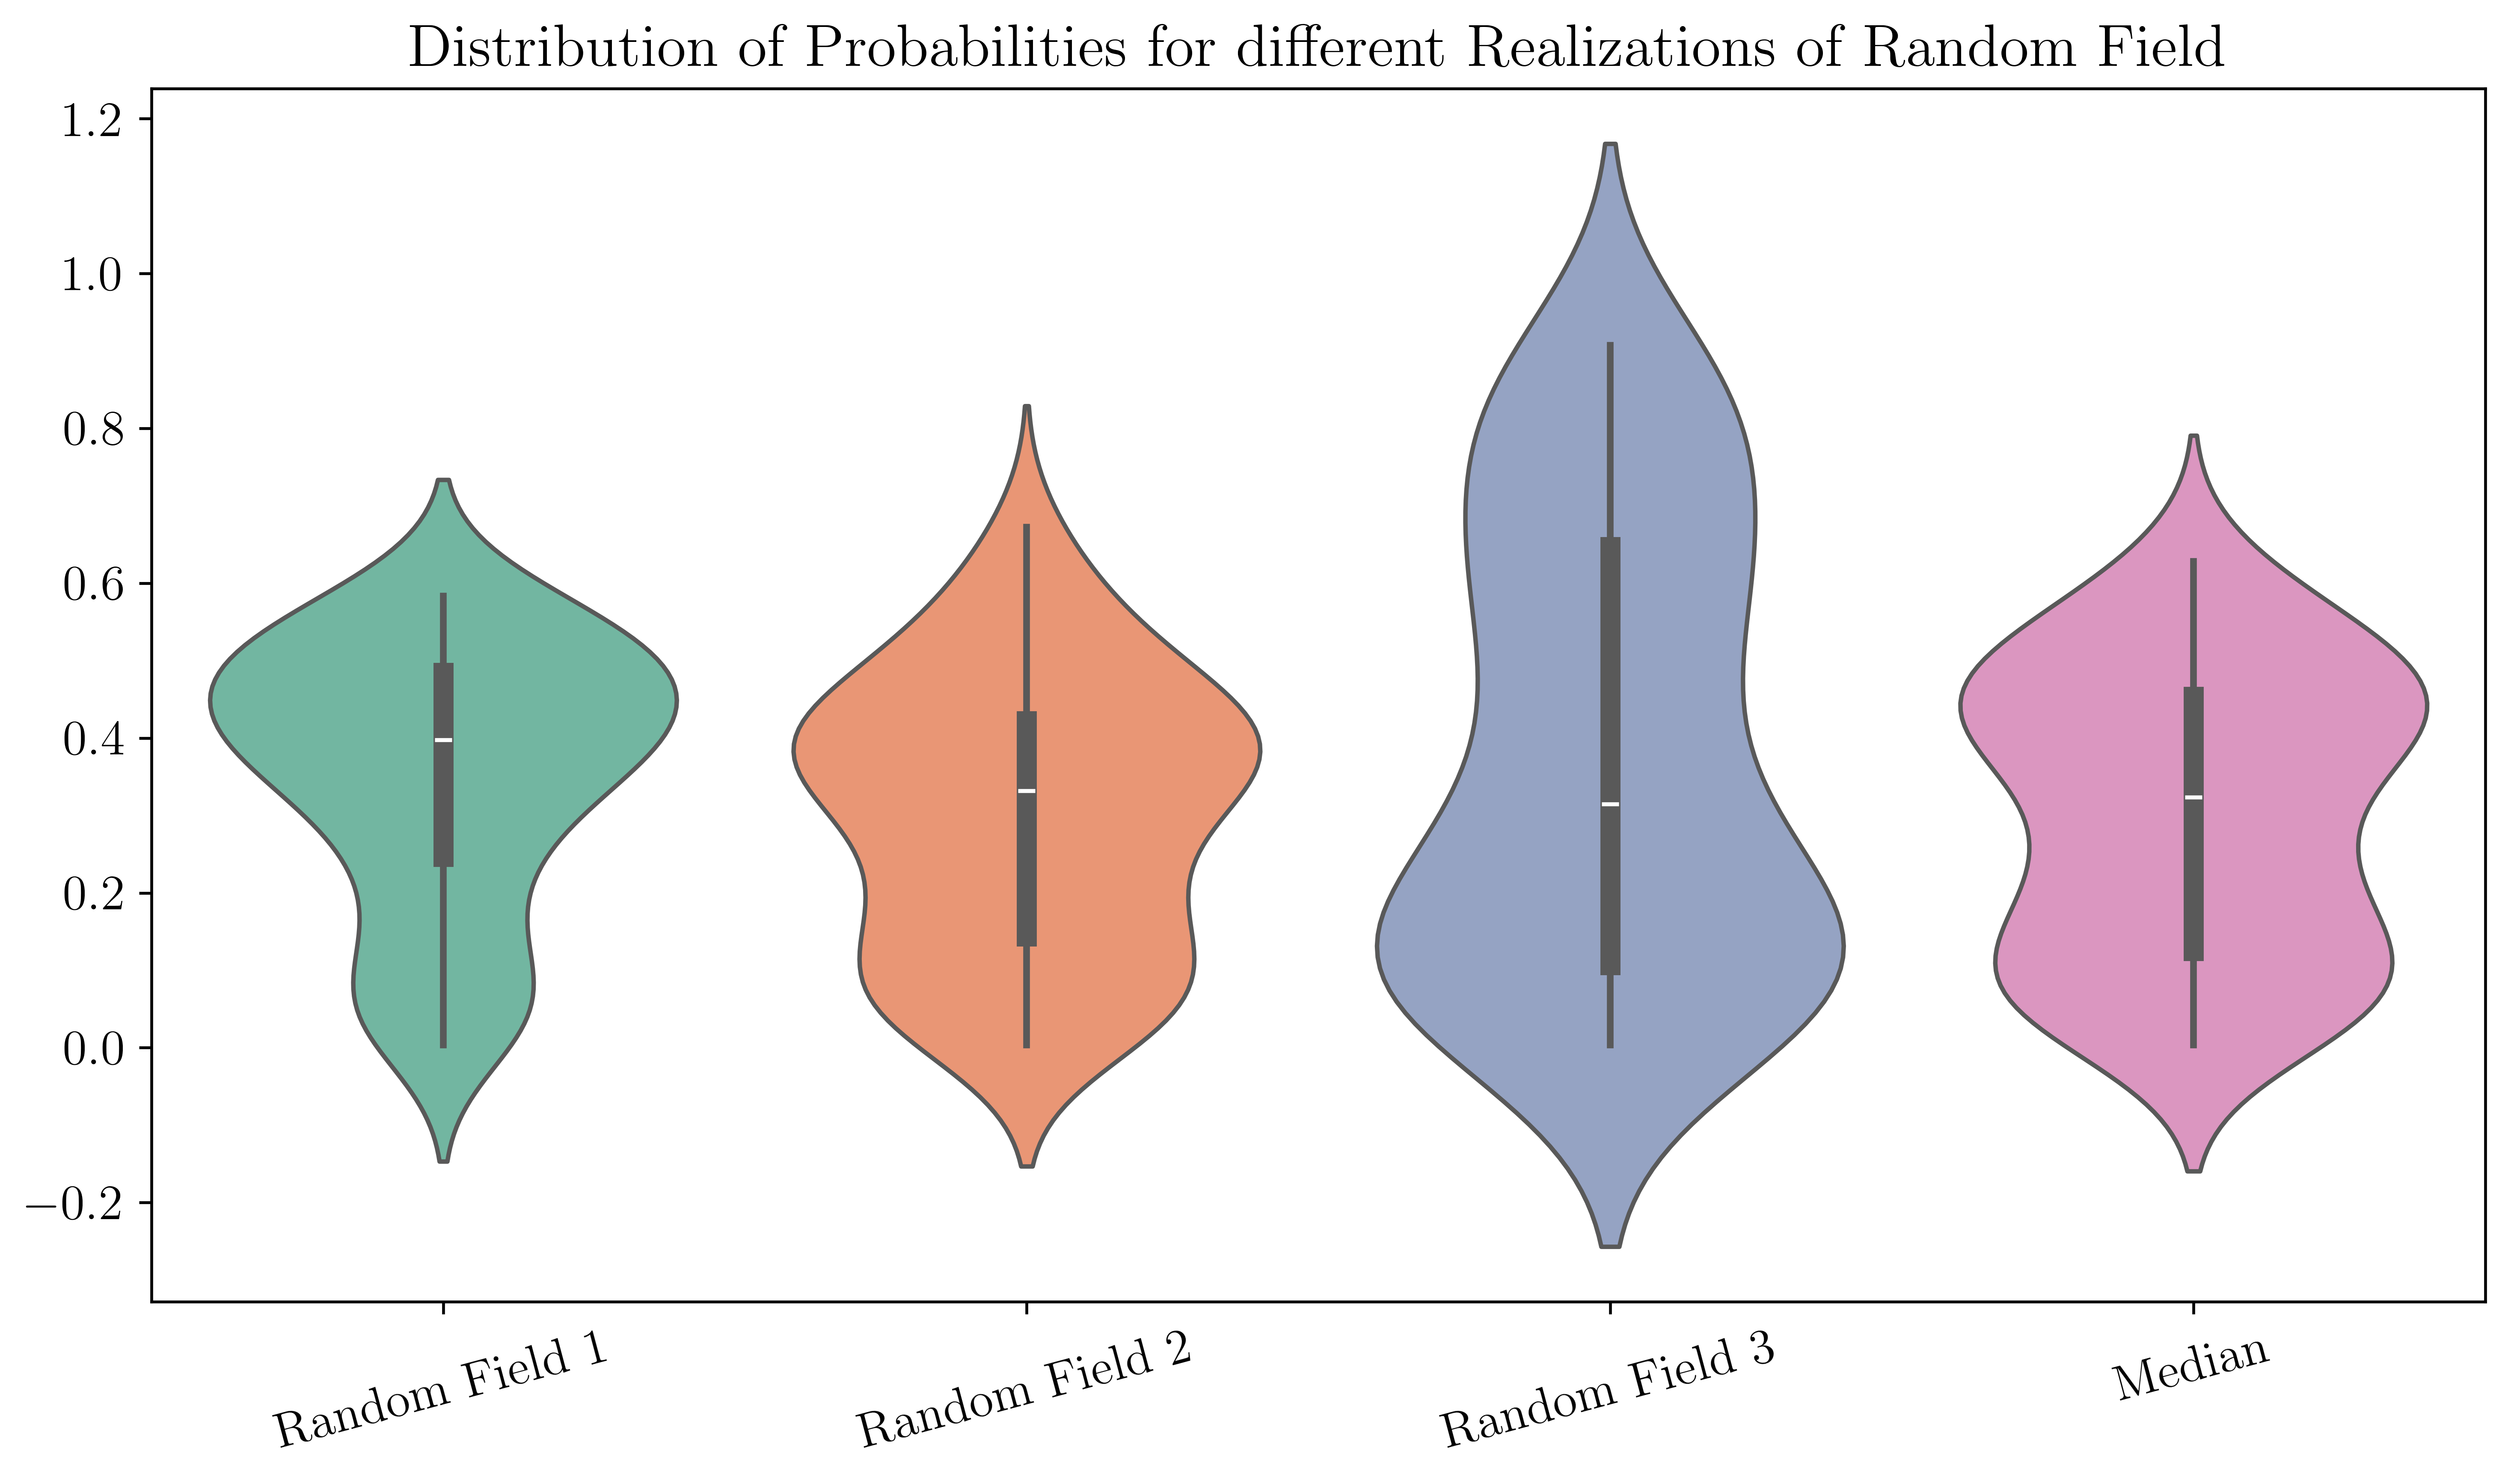 Distribution of Probabilities for different Realizations of Random Field
1.2
1.0
0.8
0.6
0.4
0.2
0.0
−0.2
Random Field 1
Random Field 2
Random Field 3
Median